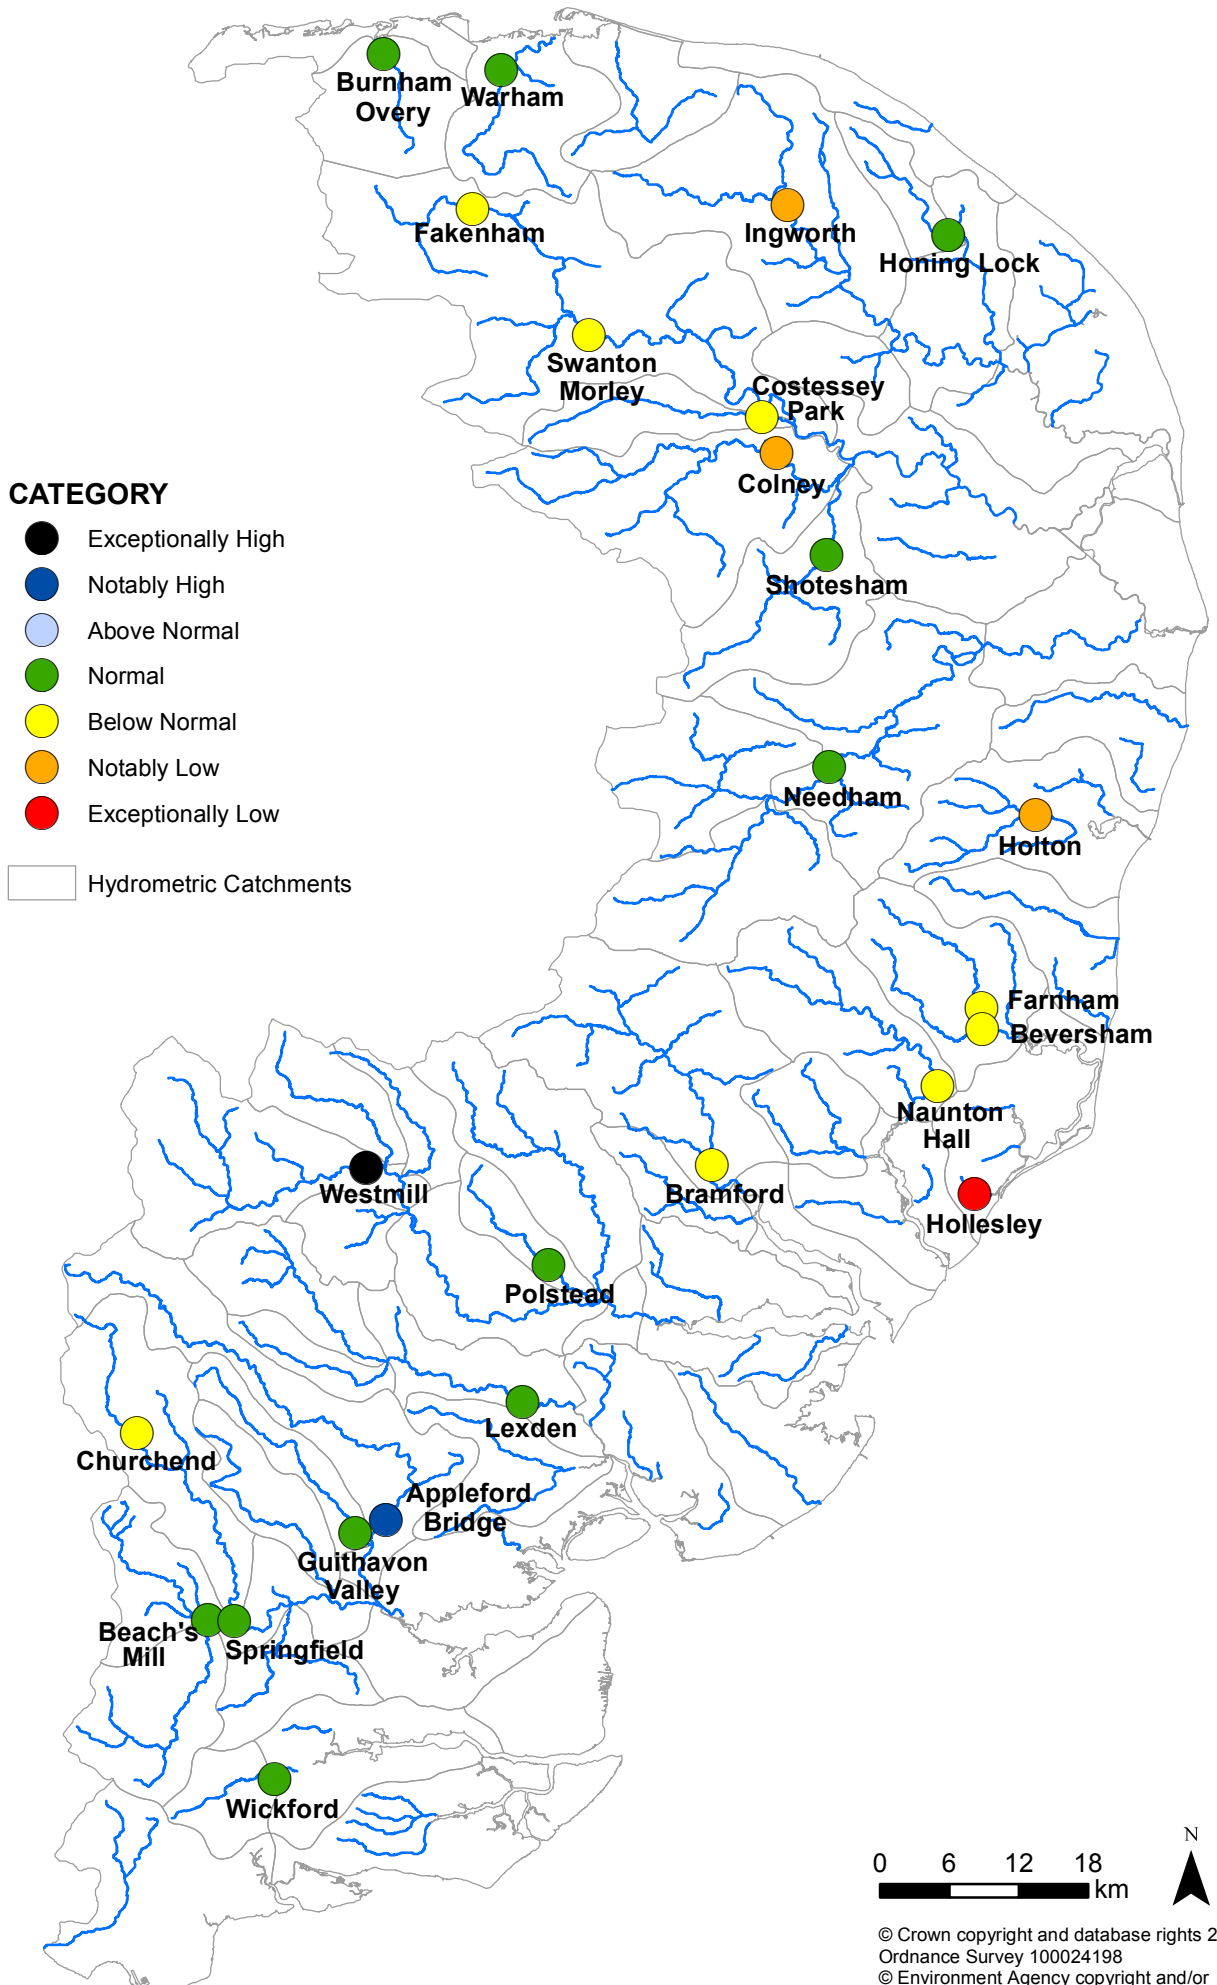 Burnham
Overy
Warham
Fakenham
Ingworth
Honing Lock
Swanton
Morley
Costessey
Park
Colney
CATEGORY
Exceptionally High
Notably High
Above Normal
Normal
Below Normal
Notably Low
Exceptionally Low
Hydrometric Catchments
Shotesham
Needham
Holton
Farnham
Beversham
Naunton
Hall
Westmill
Bramford
Hollesley
Polstead
Lexden
Churchend
Appleford
Bridge
Guithavon
Valley
Beach's
Mill
Springfield
Wickford
N
0 6 12 18
km
© Crown copyright and database rights 2
Ordnance Survey 100024198
© Environment Agency copyright and/or